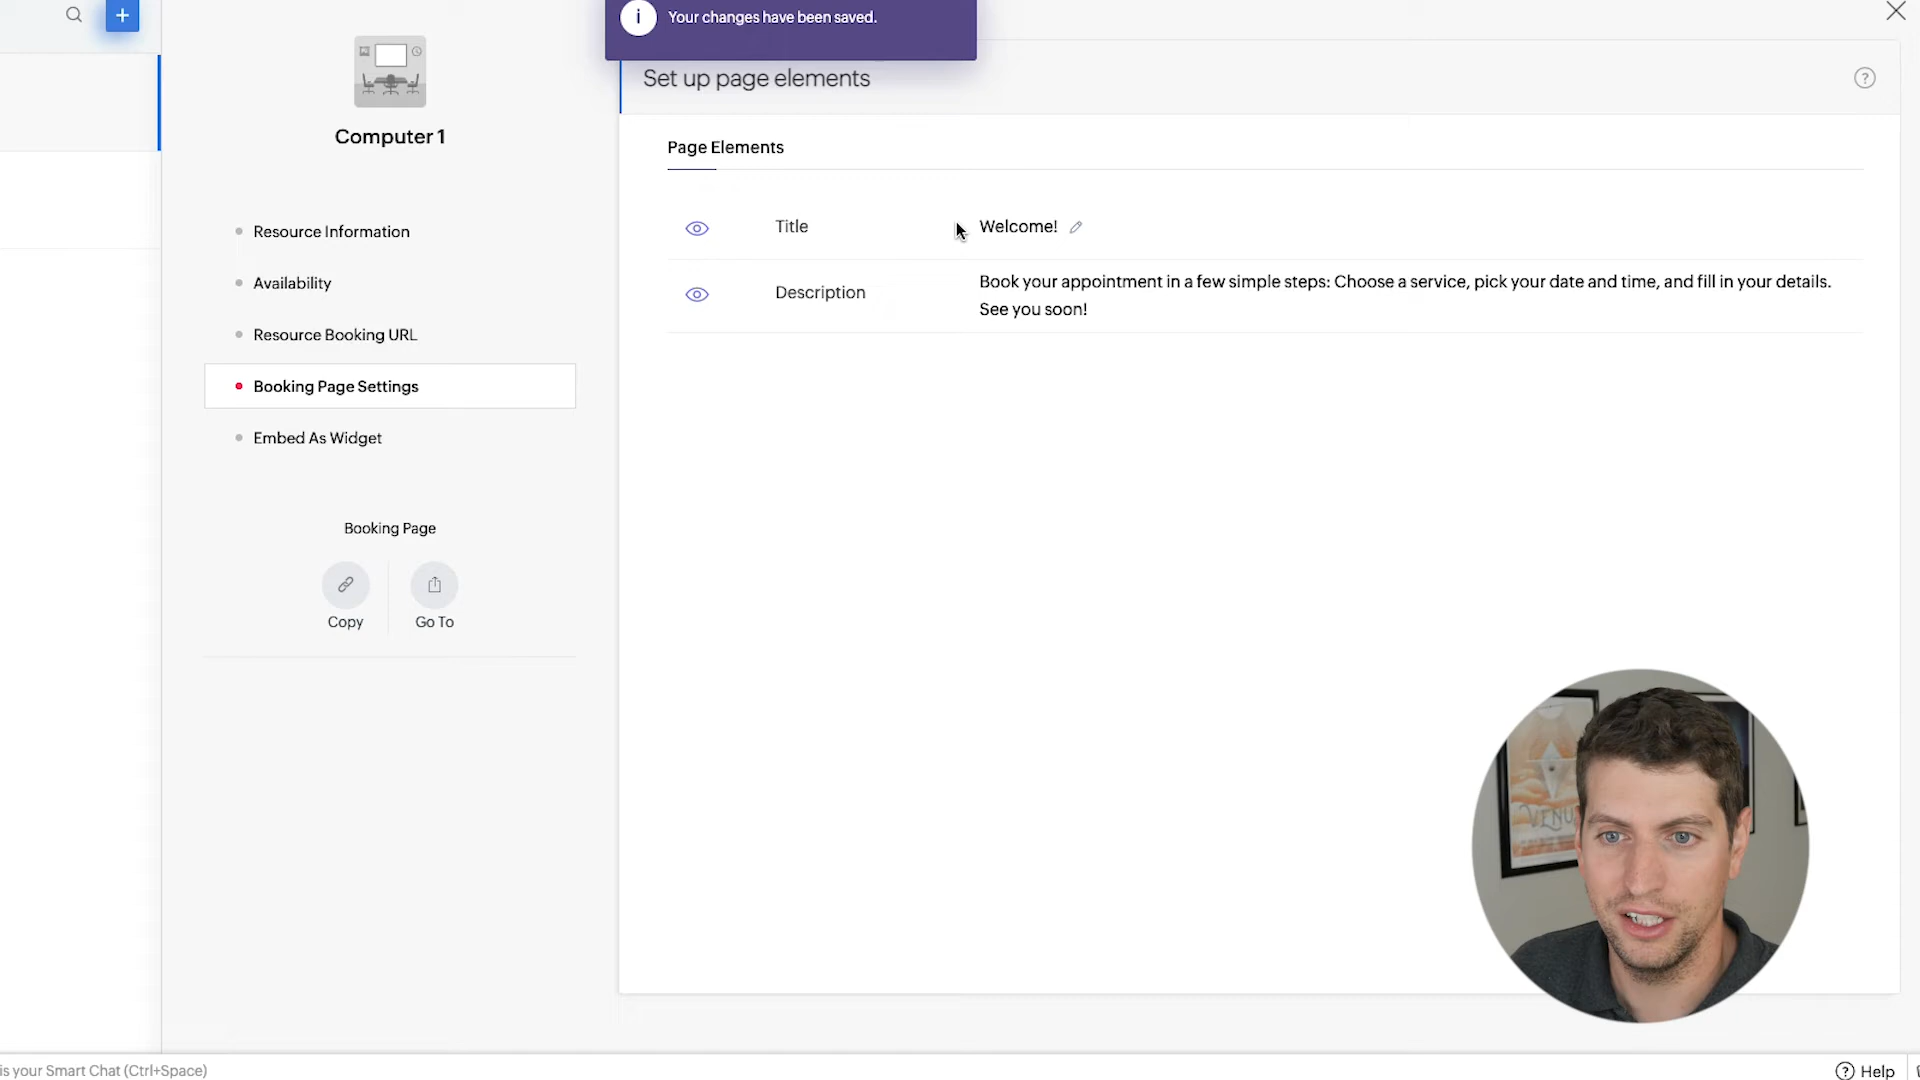 Your changes have been saved.
Computer 1
Resource Information
Availability
Resource Booking URL
Booking Page Settings
Embed As Widget
Booking Page
Copy
Go To
Set up page elements
Page Elements
Title
Welcome!
Description
Book your appointment in a few simple steps: Choose a service, pick your date and time, and fill in your details.
See you soon!
VENU
is your Smart Chat (Ctrl+Space)
Help